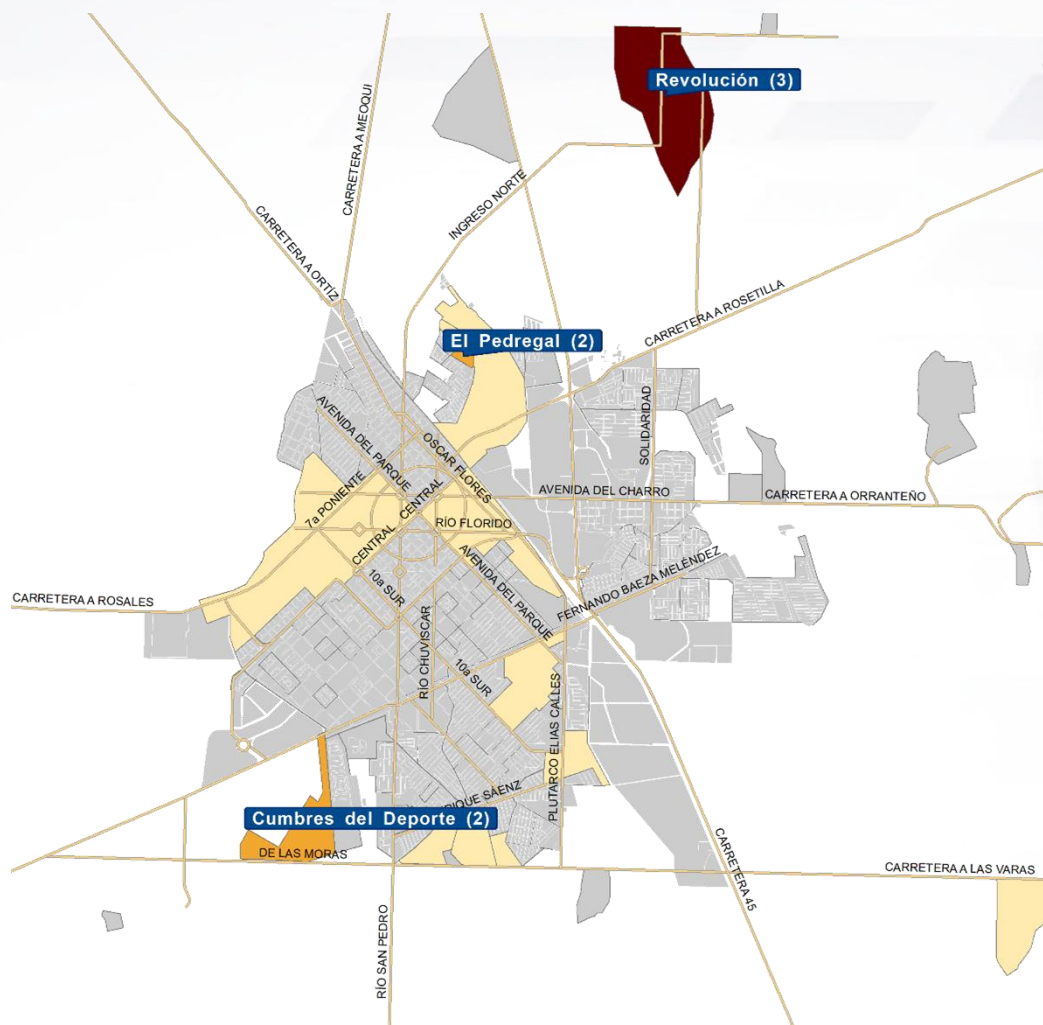 Revolución (3)
CARRETERA A MEOQUI
INGRESO NORTE
CARRETERA A ORTÍZ
CARRETERA A ROSETILLA
El Pedregal (2)
AVENIDA DEL PARQUE
OSCAR FLORES
SOLIDARIDAD
7a PONIENTE
CENTRAL
CENTRAL
AVENIDA DEL CHARRO
CARRETERA A ORRANTEÑO
RÍO FLORIDO
AVENIDA DEL PARQUE
FERNANDO BAEZA MELÉNDEZ
10a SUR
CARRETERA A ROSALES
RÍO CHUVISCAR
10a SUR
PLUTARCO ELIAS CALLES
RIQUE SÁENZ
Cumbres del Deporte (2)
DE LAS MORAS
CARRETERA 45
CARRETERA A LAS VARAS
RÍO SAN PEDRO